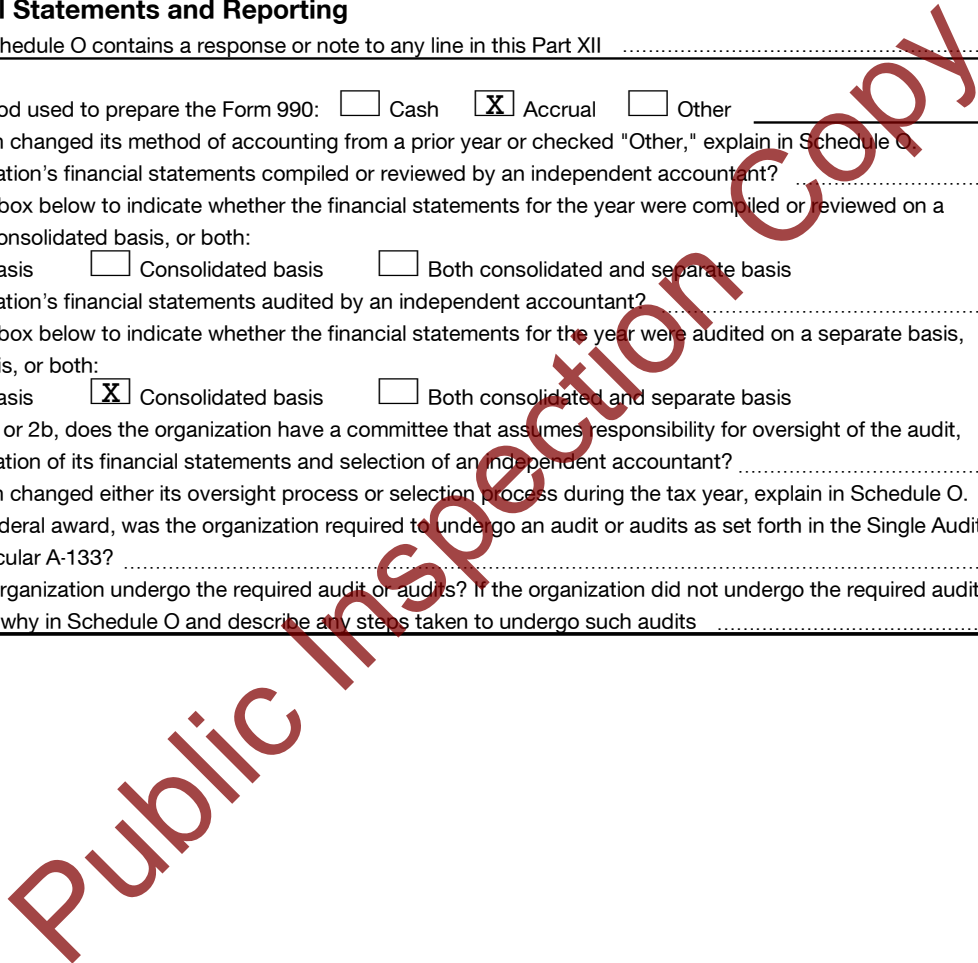 l Statements and Reporting
hedule O contains a response or note to any line in this Part XII
od used to prepare the Form 990: Cash X Accrual Other
n changed its method of accounting from a prior year or checked "Other," explain in Schedule O.
ation’s financial statements compiled or reviewed by an independent accountant?
box below to indicate whether the financial statements for the year were compiled or reviewed on a
onsolidated basis, or both:
asis Consolidated basis Both consolidated and separate basis
ation’s financial statements audited by an independent accountant?
box below to indicate whether the financial statements for the year were audited on a separate basis,
is, or both:
asis X Consolidated basis Both consolidated and separate basis
or 2b, does the organization have a committee that assumes responsibility for oversight of the audit,
ation of its financial statements and selection of an independent accountant?
n changed either its oversight process or selection process during the tax year, explain in Schedule O.
deral award, was the organization required to undergo an audit or audits as set forth in the Single Audit
cular A-133?
rganization undergo the required audit or audits? If the organization did not undergo the required audit
why in Schedule O and describe any steps taken to undergo such audits
Public Inspection Copy